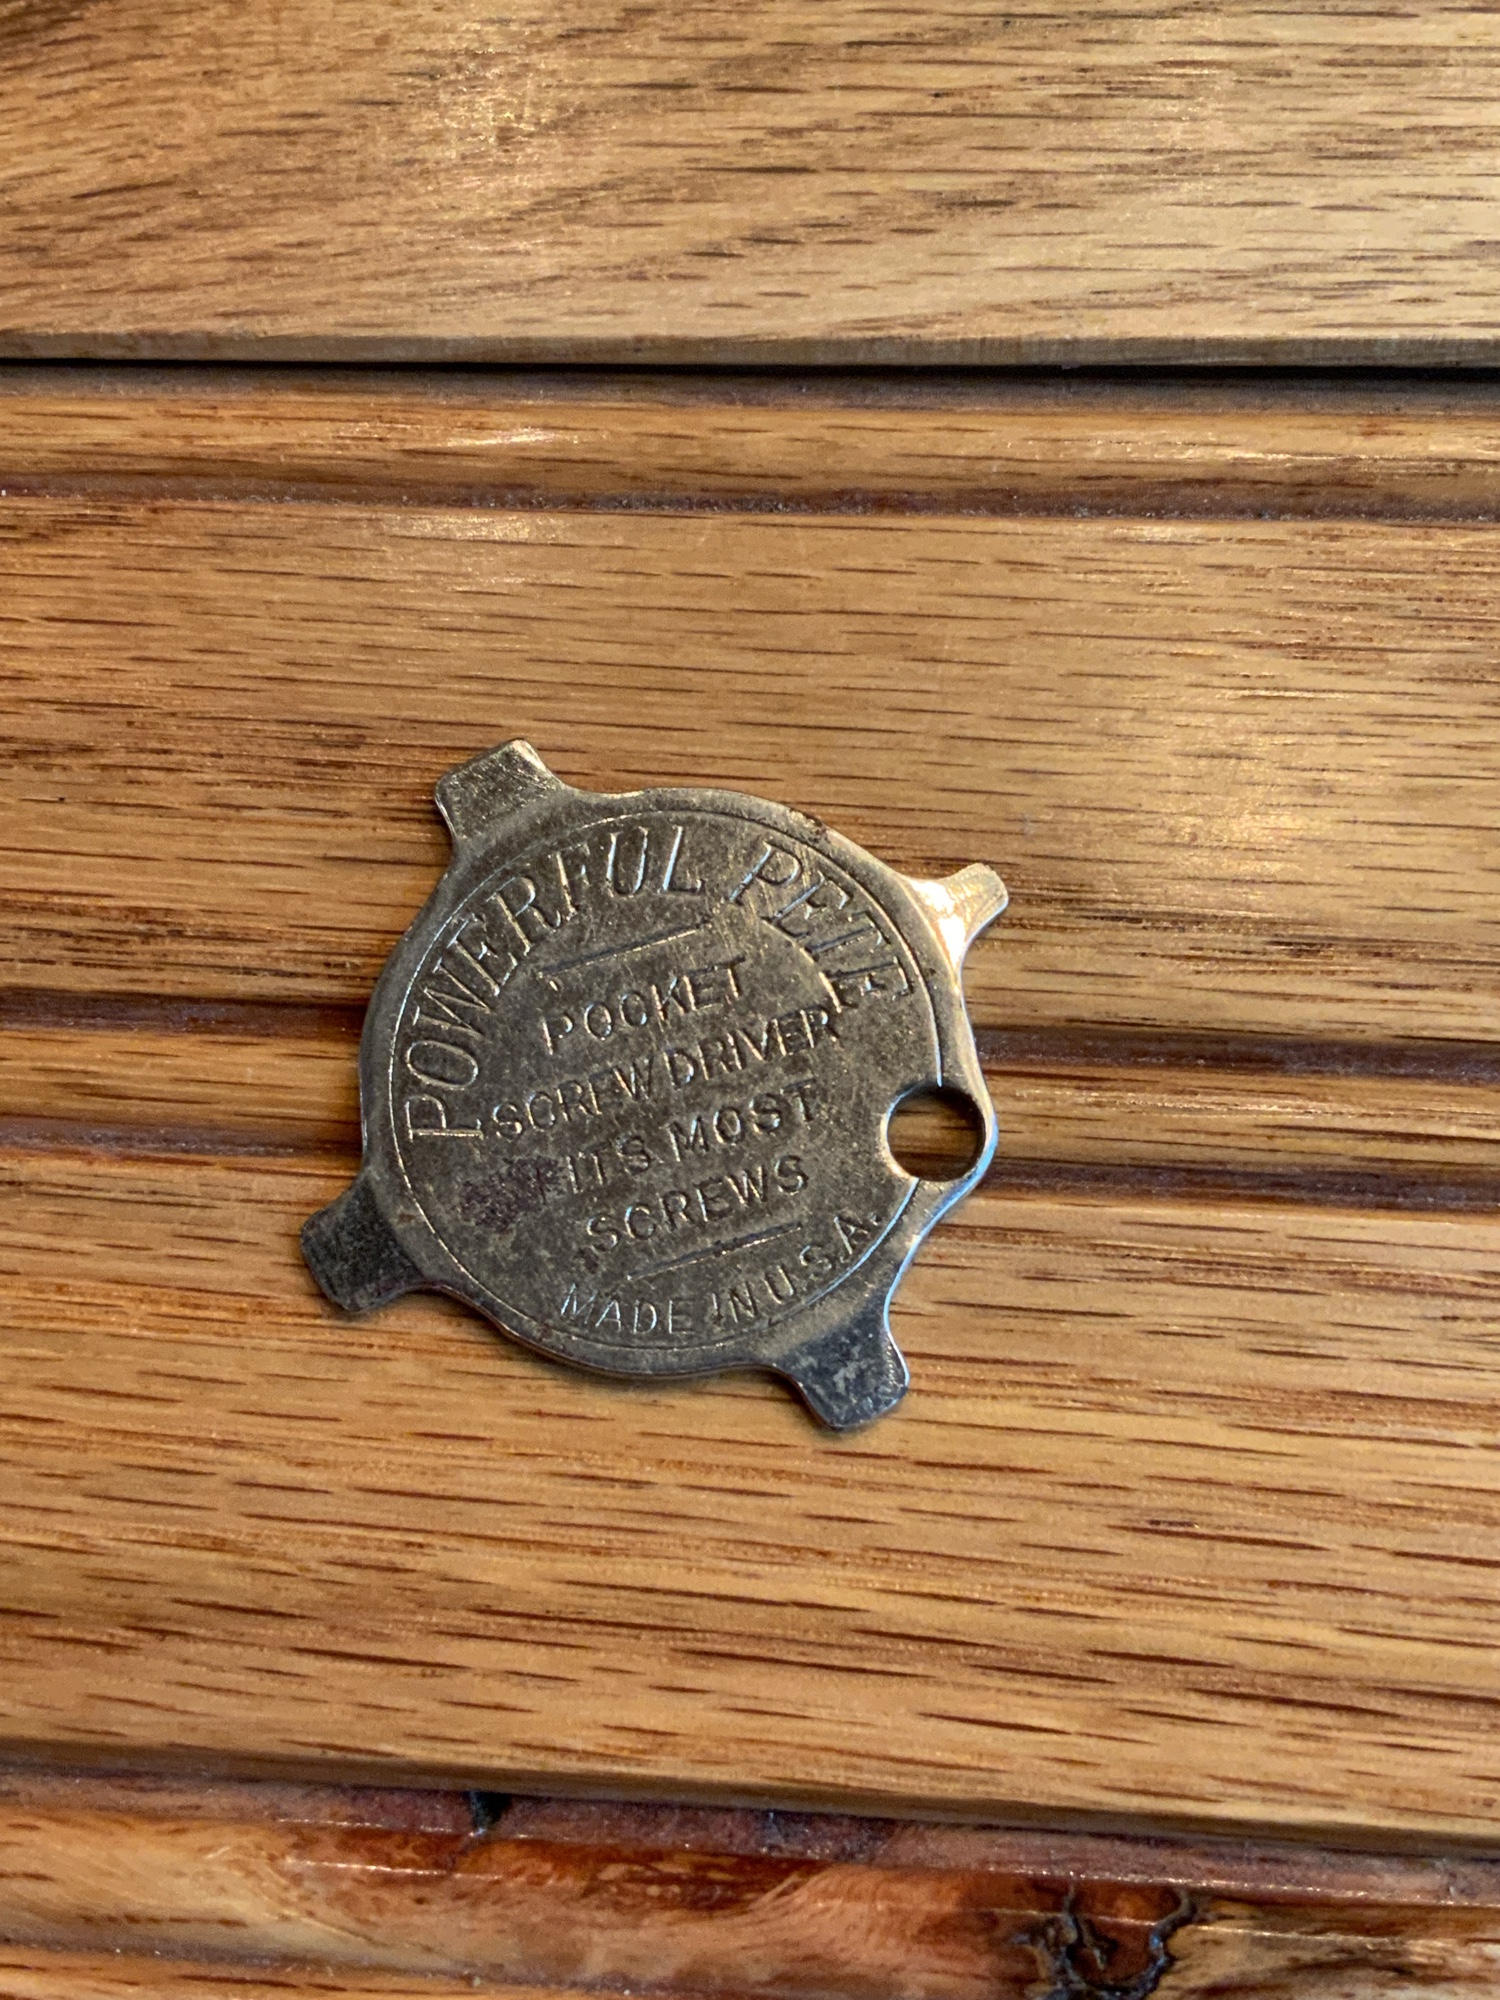 POWERFUL PETE
POCKET
SCREW DRIVER
FITS MOST
SCREWS
MADE IN U.S.A.